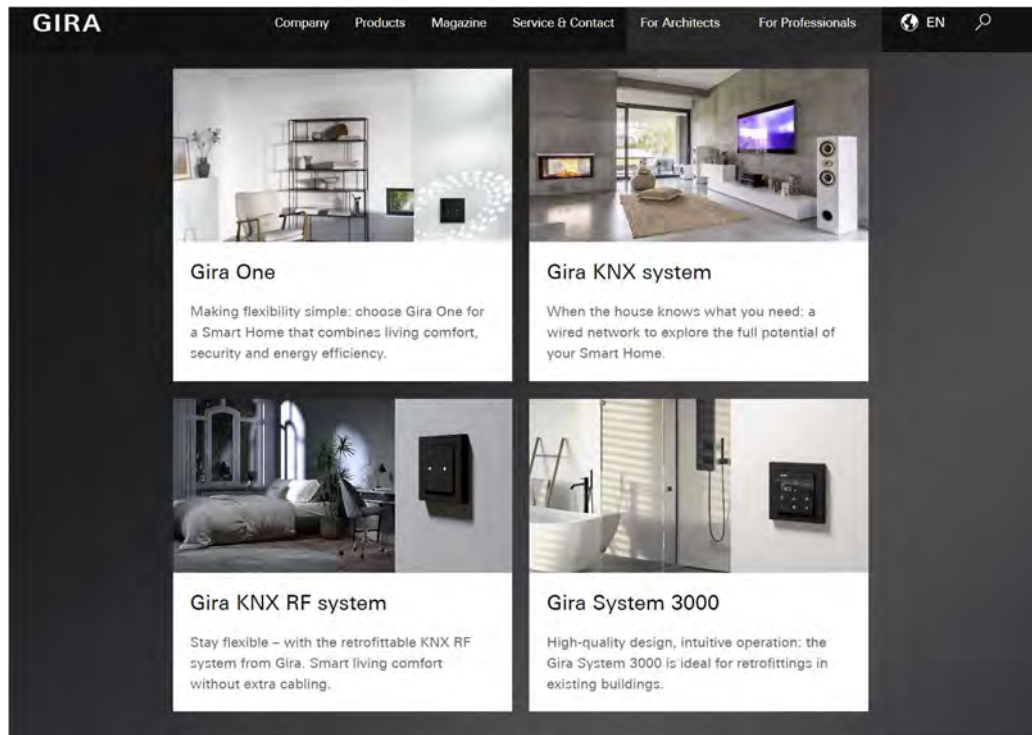 GIRA
Company Products Magazine Service & Contact For Architects For Professionals EN
Gira One
Making flexibility simple: choose Gira One for
a Smart Home that combines living comfort,
security and energy efficiency.
Gira KNX system
When the house knows what you need: a
wired network to explore the full potential of
your Smart Home.
Gira KNX RF system
Stay flexible – with the retrofittable KNX RF
system from Gira. Smart living comfort
without extra cabling.
Gira System 3000
High-quality design, intuitive operation: the
Gira System 3000 is ideal for retrofittings in
existing buildings.